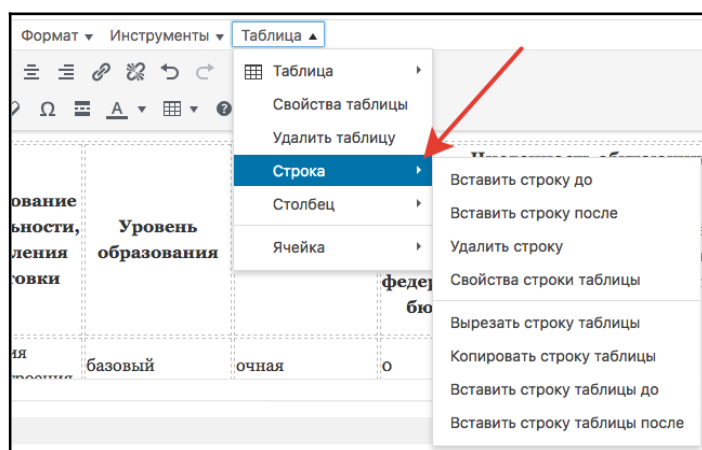 Формат Инструменты Таблица
Ω A
Таблица
Свойства таблицы
Удалить таблицу
Строка
Столбец
Ячейка
Вставить строку до
Вставить строку после
Удалить строку
Свойства строки таблицы
Вырезать строку таблицы
Копировать строку таблицы
Вставить строку таблицы до
Вставить строку таблицы после
Уровень
образования
базовый
очная